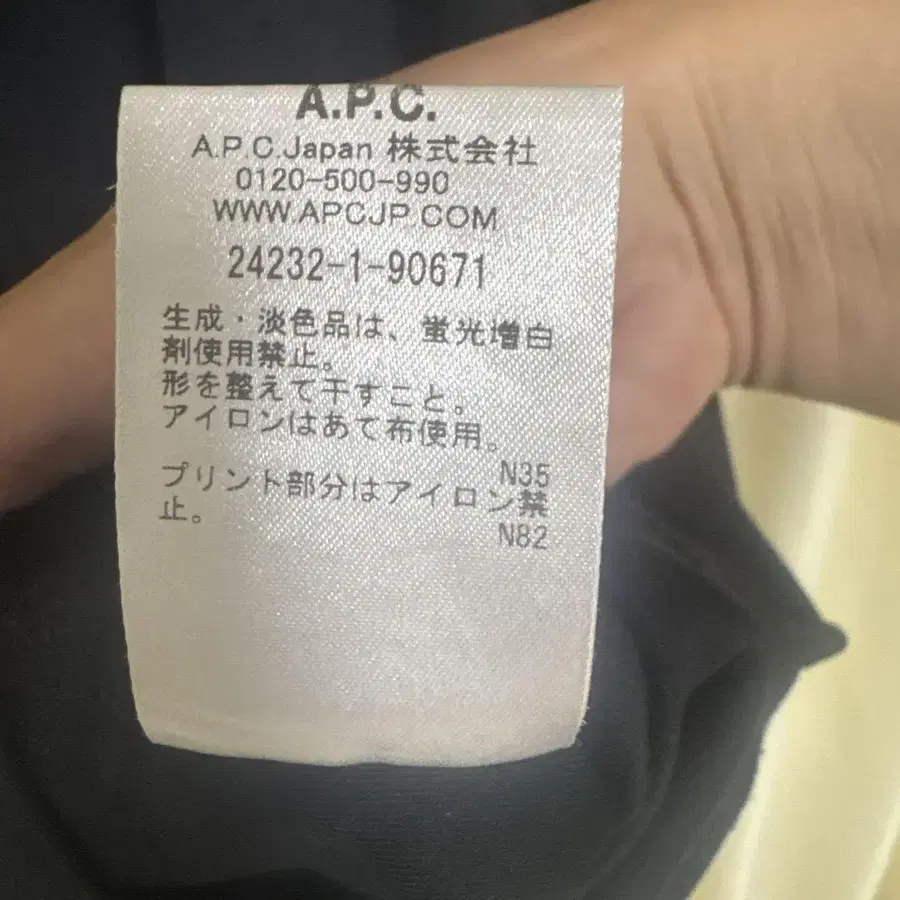 A.P.C.
A.P.C.Japan 株式会社
0120-500-990
WWW.APCJP.COM
24232-1-90671
生成・淡色品は、蛍光増白
剤使用禁止。
形を整えて干すこと。
アイロンはあて布使用。
N35
プリント部分はアイロン禁
止。
N82